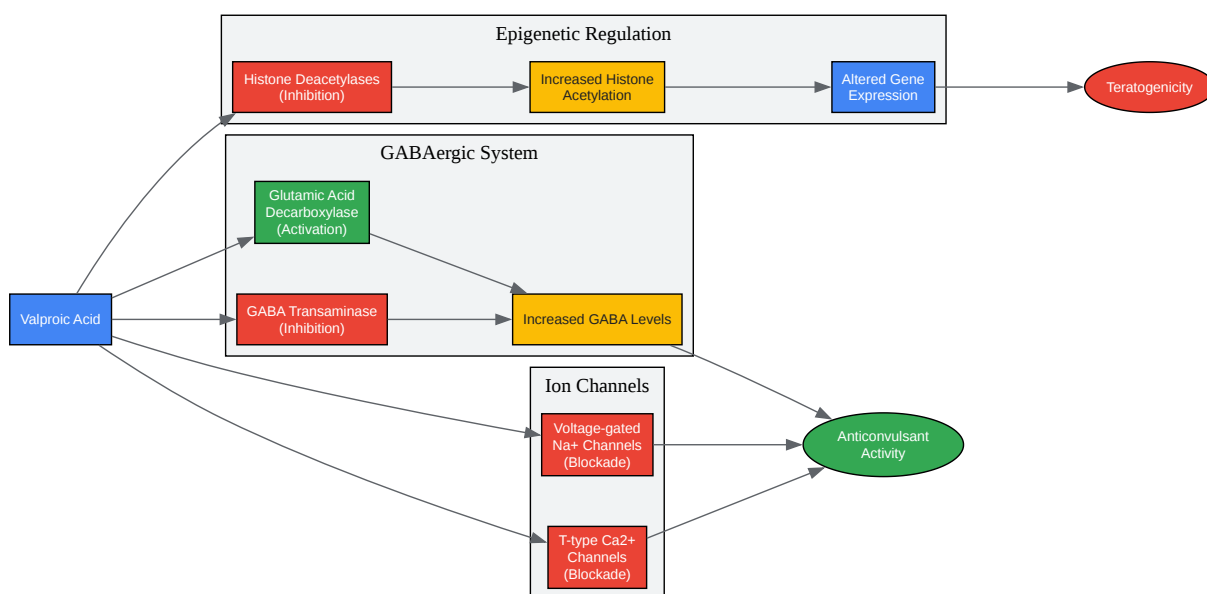 Epigenetic Regulation
Histone Deacetylases
(Inhibition)
Increased Histone
Acetylation
Altered Gene
Expression
Teratogenicity
GABAergic System
Glutamic Acid
Decarboxylase
(Activation)
Valproic Acid
GABA Transaminase
(Inhibition)
Increased GABA Levels
Ion Channels
Voltage-gated
Na+ Channels
(Blockade)
Anticonvulsant
Activity
T-type Ca2+
Channels
(Blockade)